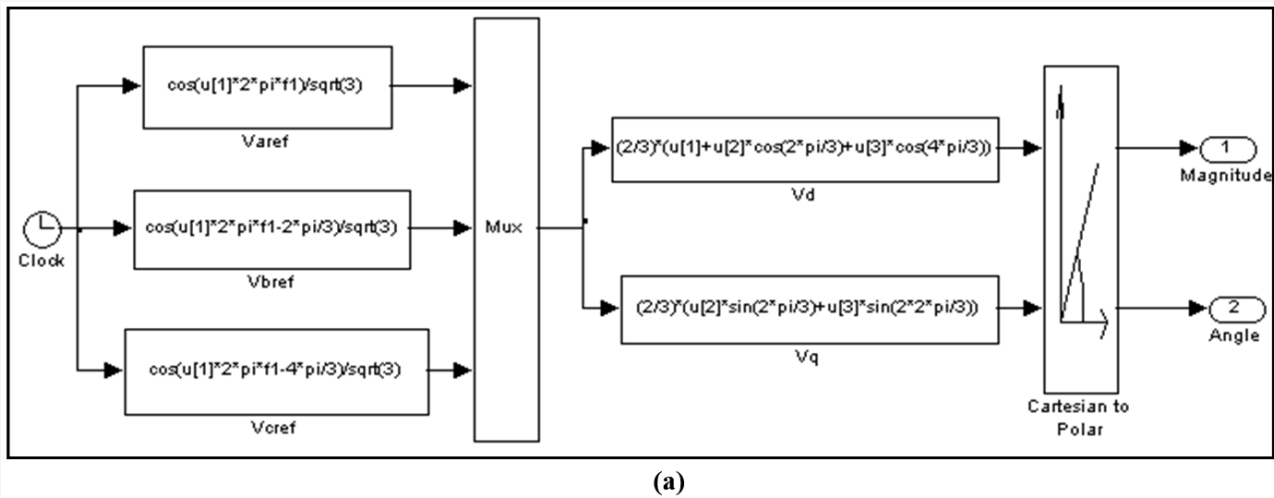 cos(u[1]*2*pi*f1)/sqrt(3)
Varef
cos(u[1]*2*pi*f1-2*pi/3)/sqrt(3)
Vbref
cos(u[1]*2*pi*f1-4*pi/3)/sqrt(3)
Vcref
Clock
Mux
(2/3)*(u[1]+u[2]*cos(2*pi/3)+u[3]*cos(4*pi/3))
Vd
(2/3)*(u[2]*sin(2*pi/3)+u[3]*sin(2*2*pi/3))
Vq
Cartesian to
Polar
1
Magnitude
2
Angle
(a)